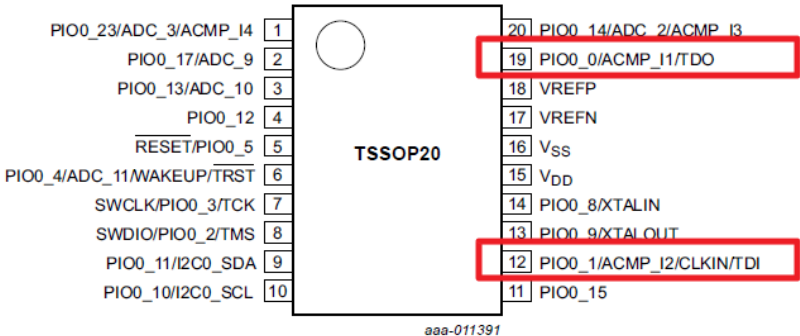 PIO0_23/ADC_3/ACMP_I4 1
PIO0_17/ADC_9 2
PIO0_13/ADC_10 3
PIO0_12 4
RESET/PIO0_5 5
PIO0_4/ADC_11/WAKEUP/TRST 6
SWCLK/PIO0_3/TCK 7
SWDIO/PIO0_2/TMS 8
PIO0_11/I2C0_SDA 9
PIO0_10/I2C0_SCL 10
TSSOP20
20 PIO0_14/ADC_2/ACMP_I3
19 PIO0_0/ACMP_I1/TDO
18 VREFP
17 VREFN
16 VSS
15 VDD
14 PIO0_8/XTALIN
13 PIO0_9/XTALOUT
12 PIO0_1/ACMP_I2/CLKIN/TDI
11 PIO0_15
aaa-011391